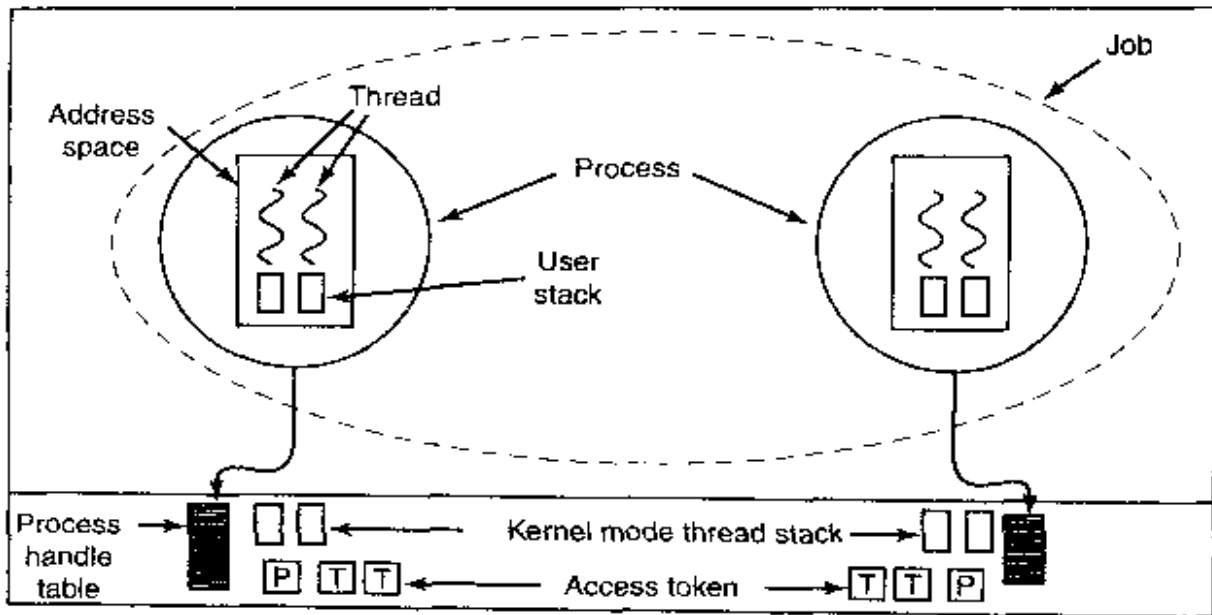 Job
Thread
Address
space
Process
User
stack
Process
handle
table
Kernel mode thread stack
P T T
Access token
T T P